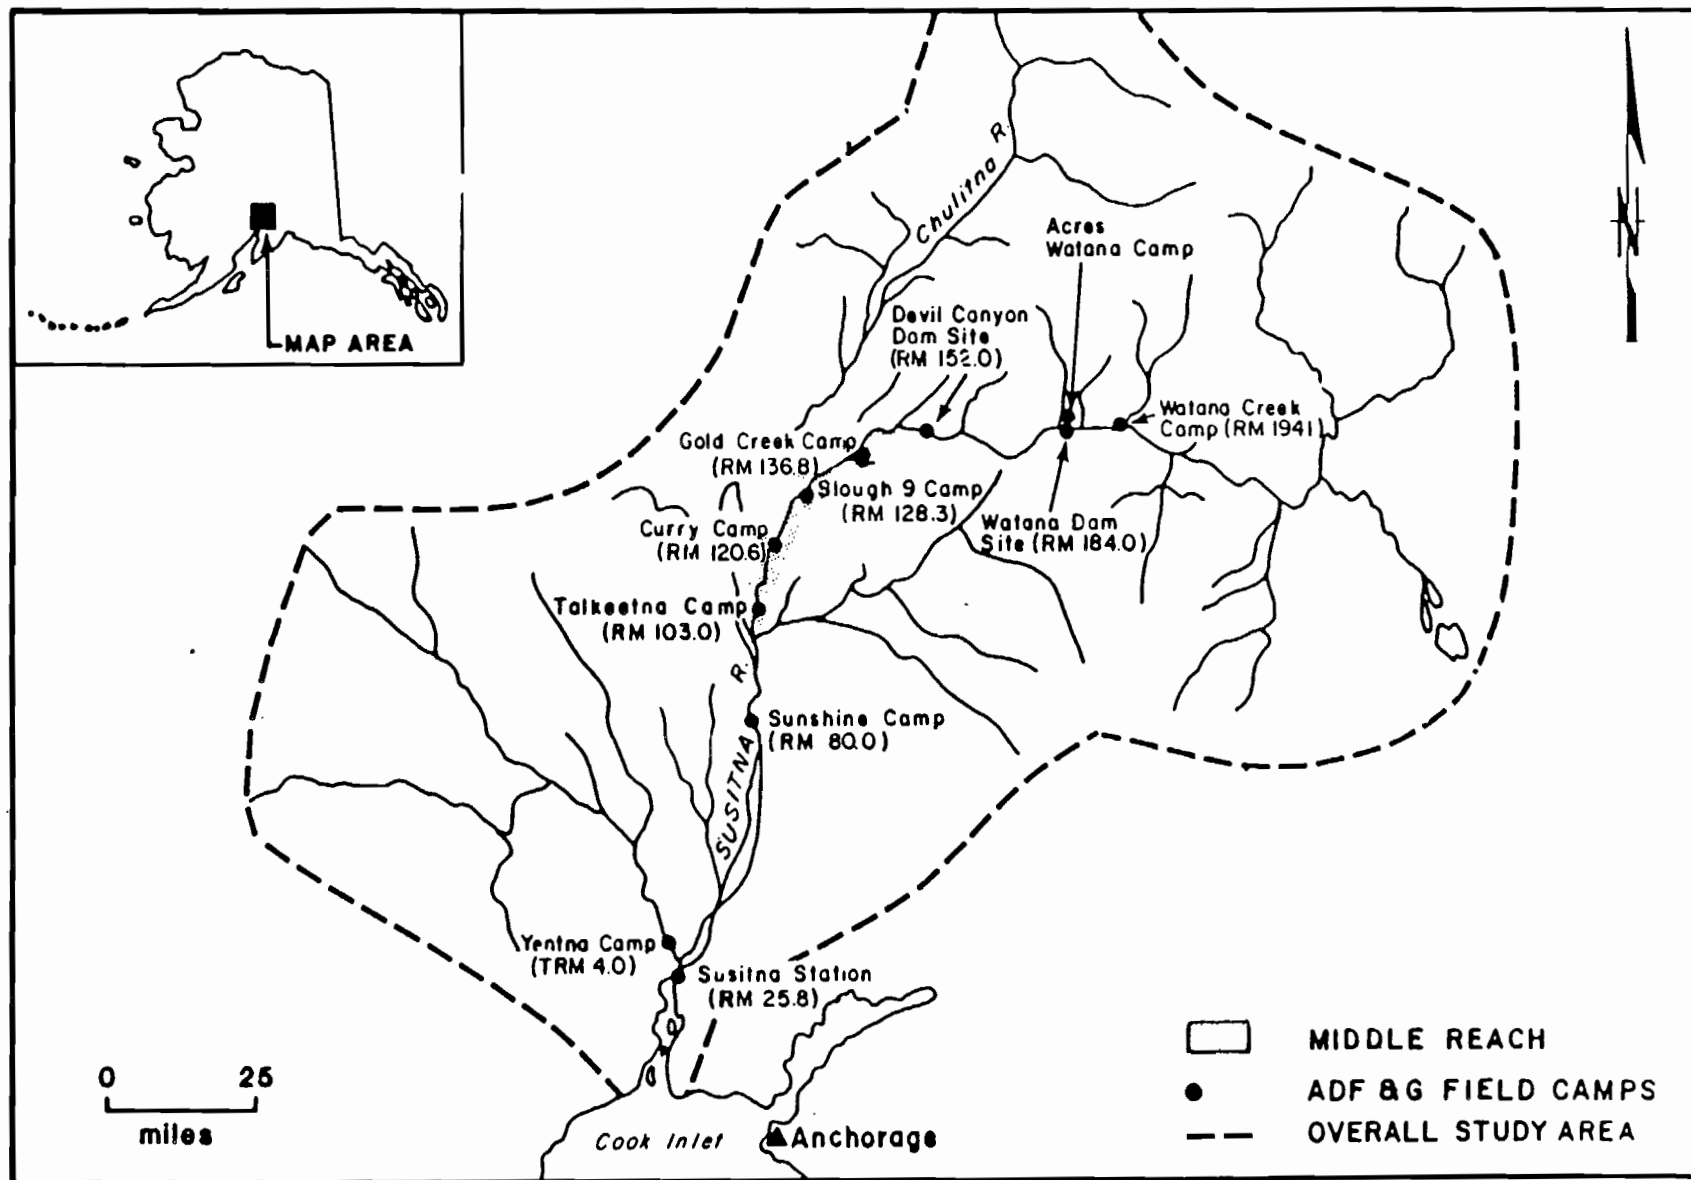 MAP AREA
Chulitna R.
Acres
Watana Camp
Devil Canyon
Dam Site
(RM 152.0)
Watana Creek
Camp (RM 194.1)
Gold Creek Camp
(RM 136.8)
Slough 9 Camp
(RM 128.3)
Watana Dam
Site (RM 184.0)
Curry Camp
(RM 120.6)
Talkeetna Camp
(RM 103.0)
SUSITNA R.
Sunshine Camp
(RM 80.0)
Yentna Camp
(TRM 4.0)
Susitna Station
(RM 25.8)
0 25
miles
Cook Inlet
Anchorage
MIDDLE REACH
ADF &G FIELD CAMPS
OVERALL STUDY AREA
N